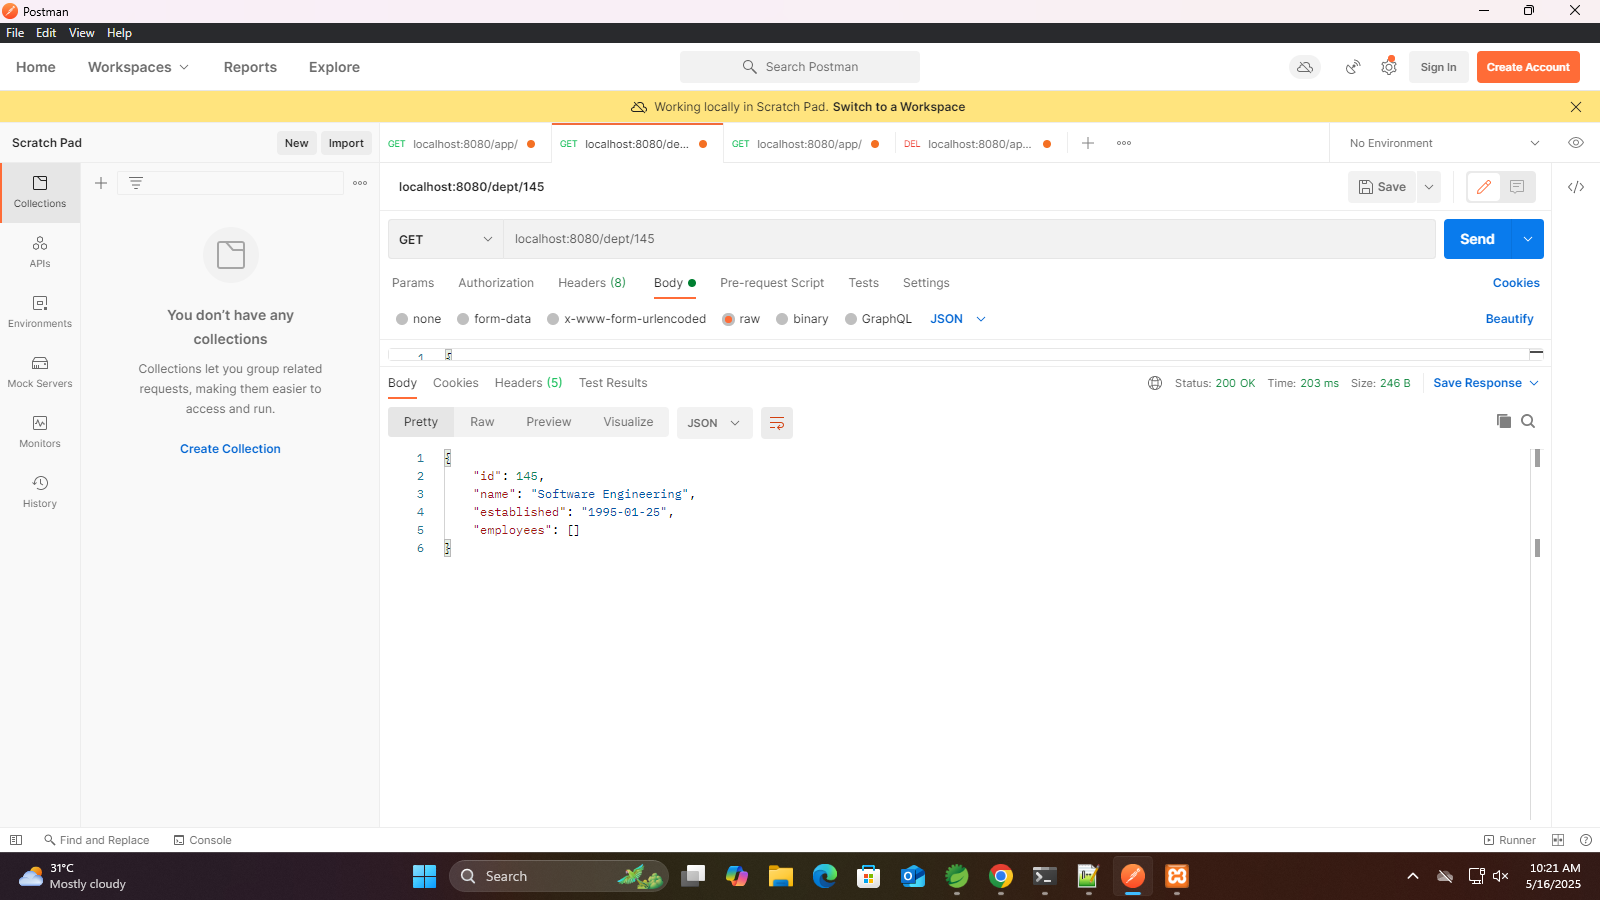 Postman
File Edit View Help
Home Workspaces Reports Explore Search Postman Sign In Create Account
Working locally in Scratch Pad. Switch to a Workspace
Scratch Pad New Import GET localhost:8080/app/ GET localhost:8080/de... GET localhost:8080/app/ DEL localhost:8080/ap... No Environment
Collections
APIs
Environments
Mock Servers
Monitors
History
You don't have any
collections
Collections let you group related
requests, making them easier to
access and run.
Create Collection
localhost:8080/dept/145 Save
GET localhost:8080/dept/145 Send
Params Authorization Headers (8) Body Pre-request Script Tests Settings Cookies
none form-data x-www-form-urlencoded raw binary GraphQL JSON Beautify
1 {
Body Cookies Headers (5) Test Results Status: 200 OK Time: 203 ms Size: 246 B Save Response
Pretty Raw Preview Visualize JSON
1 {
2 "id": 145,
3 "name": "Software Engineering",
4 "established": "1995-01-25",
5 "employees": []
6 }
Find and Replace Console Runner
31°C
Mostly cloudy
Search
10:21 AM
5/16/2025